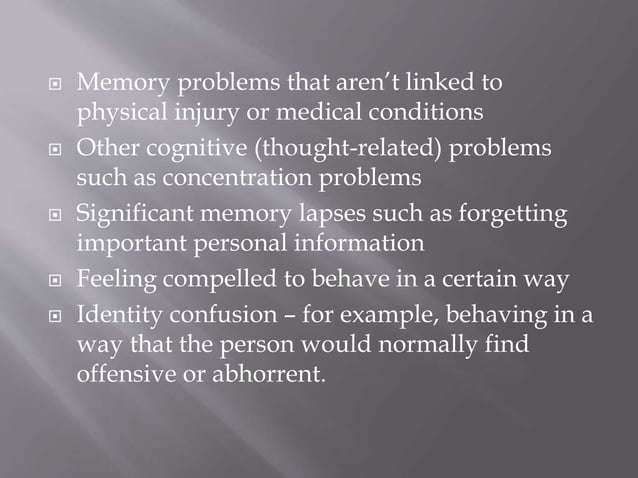 Memory problems that aren’t linked to
physical injury or medical conditions
Other cognitive (thought-related) problems
such as concentration problems
Significant memory lapses such as forgetting
important personal information
Feeling compelled to behave in a certain way
Identity confusion – for example, behaving in a
way that the person would normally find
offensive or abhorrent.